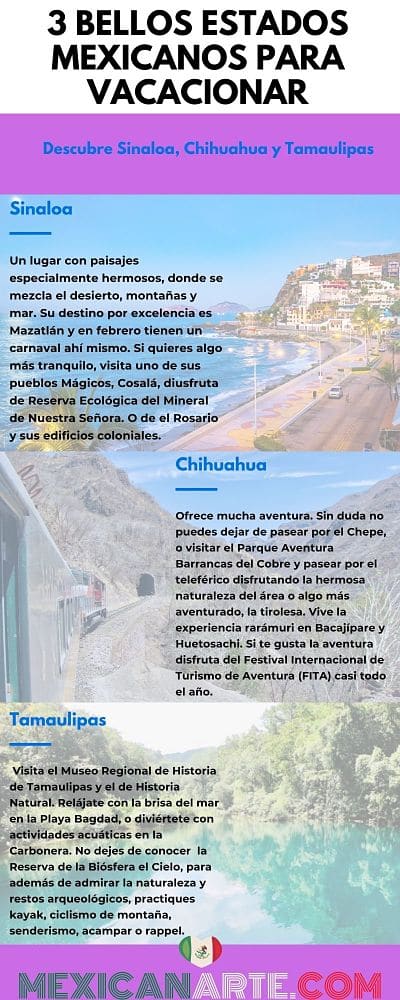 3 BELLOS ESTADOS
MEXICANOS PARA
VACACIONAR
Descubre Sinaloa, Chihuahua y Tamaulipas
Sinaloa
Un lugar con paisajes
especialmente hermosos, donde se
mezcla el desierto, montañas y
mar. Su destino por excelencia es
Mazatlán y en febrero tienen un
carnaval ahí mismo. Si quieres algo
más tranquilo, visita uno de sus
pueblos Mágicos, Cosalá, diusfruta
de Reserva Ecológica del Mineral
de Nuestra Señora. O de el Rosario
y sus edificios coloniales.
Chihuahua
Ofrece mucha aventura. Sin duda no
puedes dejar de pasear por el Chepe,
o visitar el Parque Aventura
Barrancas del Cobre y pasear por el
teleférico disfrutando la hermosa
naturaleza del área o algo más
aventurado, la tirolesa. Vive la
experiencia rarámuri en Bacajípare y
Huetosachi. Si te gusta la aventura
disfruta del Festival Internacional de
Turismo de Aventura (FITA) casi todo
el año.
Tamaulipas
Visita el Museo Regional de Historia
de Tamaulipas y el de Historia
Natural. Relájate con la brisa del mar
en la Playa Bagdad, o diviértete con
actividades acuáticas en la
Carbonera. No dejes de conocer la
Reserva de la Biósfera el Cielo, para
además de admirar la naturaleza y
restos arqueológicos, practiques
kayak, ciclismo de montaña,
senderismo, acampar o rappel.
MEXICANARTE.COM